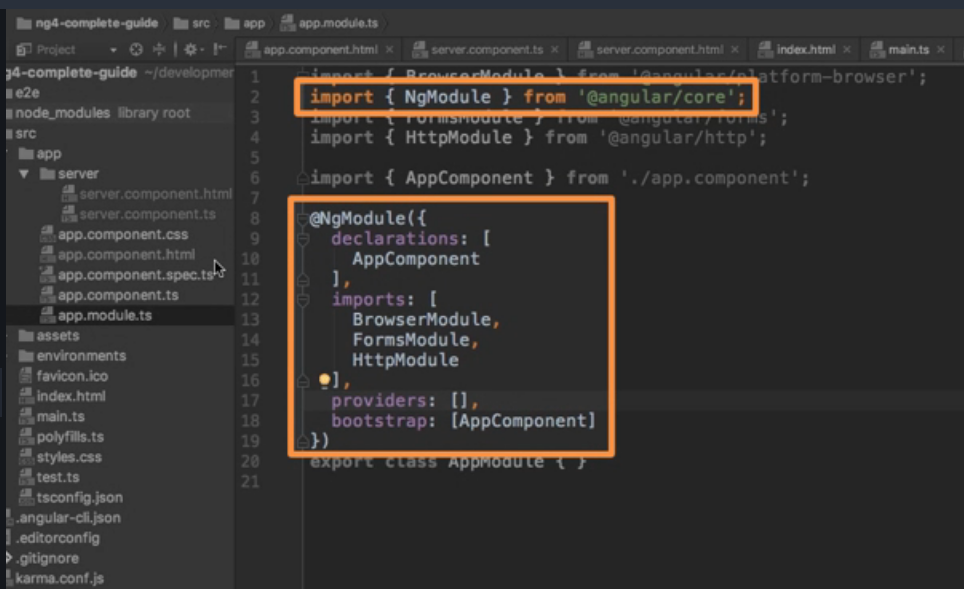 ng4-complete-guide src app app.module.ts
Project
app.component.html × server.component.ts × server.component.html × index.html × main.ts ×
g4-complete-guide ~/developmer
e2e
node_modules library root
src
app
server
server.component.html
server.component.ts
app.component.css
app.component.html
app.component.spec.ts
app.component.ts
app.module.ts
assets
environments
favicon.ico
index.html
main.ts
polyfills.ts
styles.css
test.ts
tsconfig.json
.angular-cli.json
.editorconfig
.gitignore
karma.conf.js
1 import { BrowserModule } from '@angular/platform-browser';
2 import { NgModule } from '@angular/core';
3 import { FormsModule } from '@angular/forms';
4 import { HttpModule } from '@angular/http';
5
6 import { AppComponent } from './app.component';
7
8 @NgModule({
9 declarations: [
10 AppComponent
11 ],
12 imports: [
13 BrowserModule,
14 FormsModule,
15 HttpModule
16 ],
17 providers: [],
18 bootstrap: [AppComponent]
19 })
20 export class AppModule { }
21